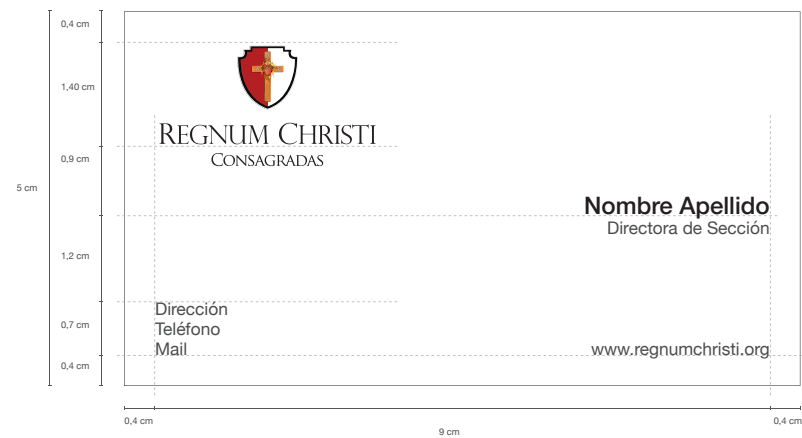 0,4 cm
1,40 cm
REGNUM CHRISTI
CONSAGRADAS
0,9 cm
5 cm
Nombre Apellido
Directora de Sección
1,2 cm
Dirección
0,7 cm
Teléfono
Mail
www.regnumchristi.org
0,4 cm
0,4 cm
0,4 cm
9 cm